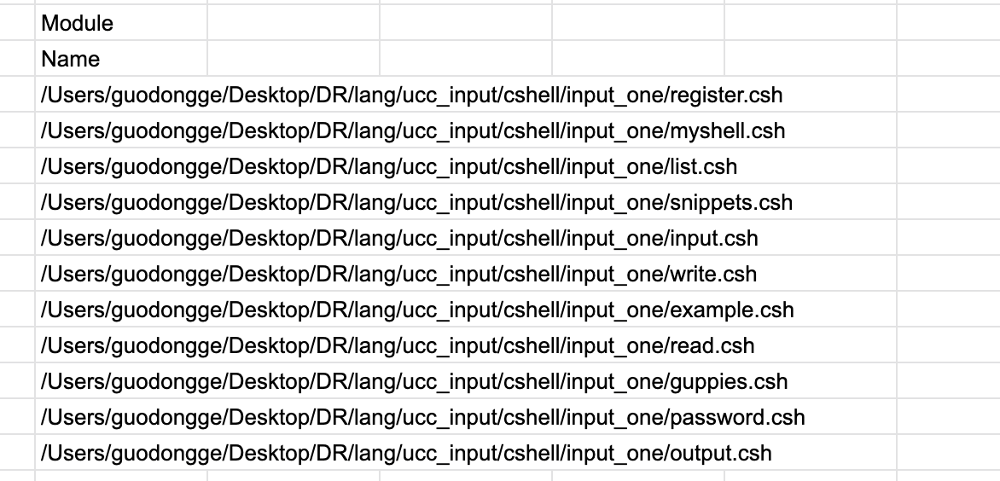 Module
Name
/Users/guodongge/Desktop/DR/lang/ucc_input/cshell/input_one/register.csh
/Users/guodongge/Desktop/DR/lang/ucc_input/cshell/input_one/myshell.csh
/Users/guodongge/Desktop/DR/lang/ucc_input/cshell/input_one/list.csh
/Users/guodongge/Desktop/DR/lang/ucc_input/cshell/input_one/snippets.csh
/Users/guodongge/Desktop/DR/lang/ucc_input/cshell/input_one/input.csh
/Users/guodongge/Desktop/DR/lang/ucc_input/cshell/input_one/write.csh
/Users/guodongge/Desktop/DR/lang/ucc_input/cshell/input_one/example.csh
/Users/guodongge/Desktop/DR/lang/ucc_input/cshell/input_one/read.csh
/Users/guodongge/Desktop/DR/lang/ucc_input/cshell/input_one/guppies.csh
/Users/guodongge/Desktop/DR/lang/ucc_input/cshell/input_one/password.csh
/Users/guodongge/Desktop/DR/lang/ucc_input/cshell/input_one/output.csh